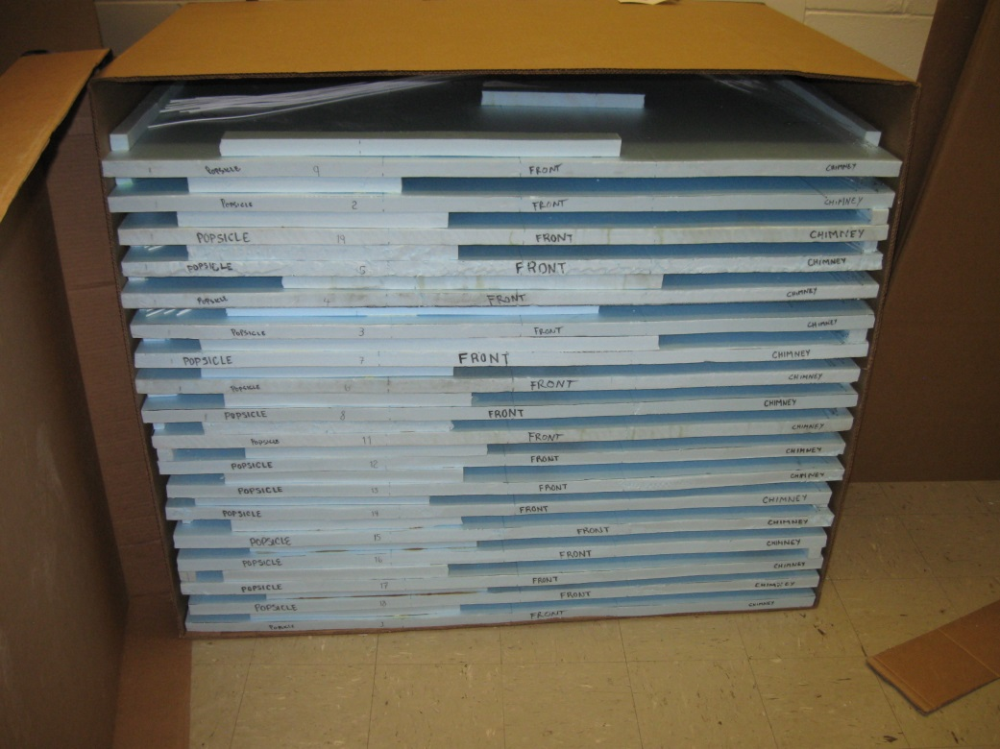 POPSICLE 9 FRONT CHIMNEY
POPSICLE 2 FRONT CHIMNEY
POPSICLE 19 FRONT CHIMNEY
POPSICLE 5 FRONT CHIMNEY
POPSICLE 4 FRONT CHIMNEY
POPSICLE 3 FRONT CHIMNEY
POPSICLE 7 FRONT CHIMNEY
POPSICLE FRONT CHIMNEY
POPSICLE 8 FRONT CHIMNEY
POPSICLE 11 FRONT CHIMNEY
POPSICLE 12 FRONT CHIMNEY
POPSICLE 13 FRONT CHIMNEY
POPSICLE 14 FRONT CHIMNEY
POPSICLE 15 FRONT CHIMNEY
POPSICLE 16 FRONT CHIMNEY
POPSICLE 17 FRONT CHIMNEY
POPSICLE 18 FRONT CHIMNEY
POPSICLE FRONT CHIMNEY